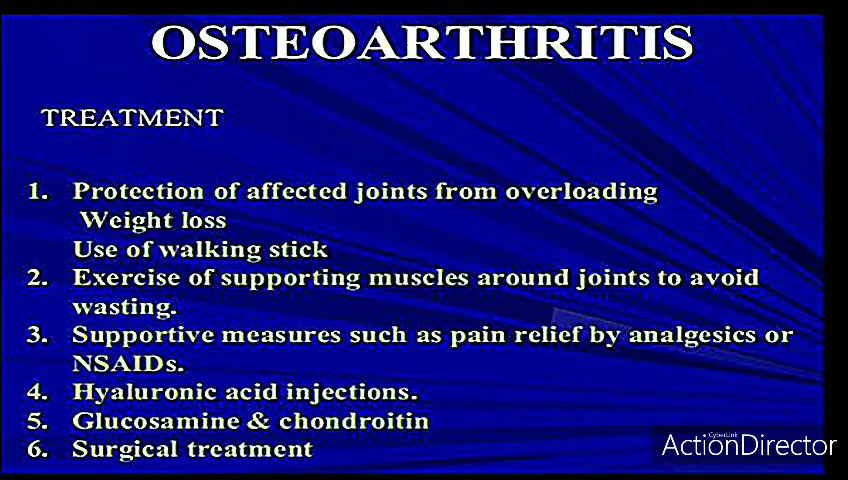 OSTEOARTHRITIS
TREATMENT
1. Protection of affected joints from overloading
Weight loss
Use of walking stick
2. Exercise of supporting muscles around joints to avoid
wasting.
3. Supportive measures such as pain relief by analgesics or
NSAIDs.
4. Hyaluronic acid injections.
5. Glucosamine & chondroitin
6. Surgical treatment
CyberLink
ActionDirector